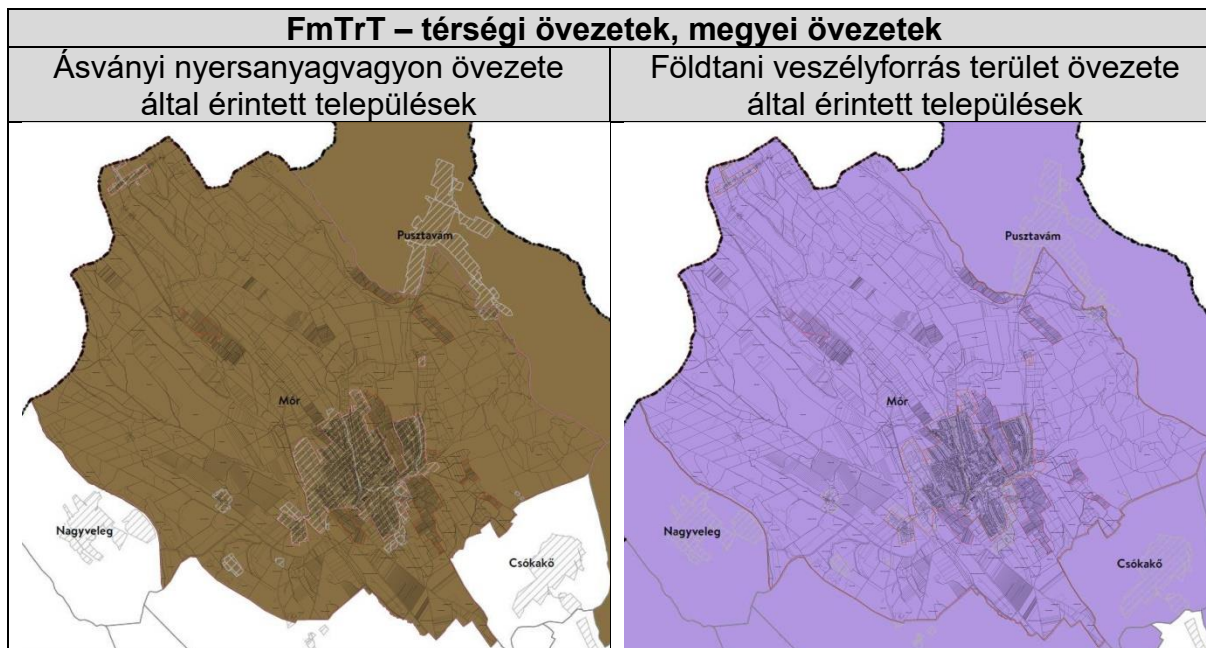 FmTrT – térségi övezetek, megyei övezetek
Ásványi nyersanyagvagyon övezete
által érintett települések
Földtani veszélyforrás terület övezete
által érintett települések
Pusztavám
Mór
Nagyveleg
Csókakő
Pusztavám
Mór
Nagyveleg
Csókakő